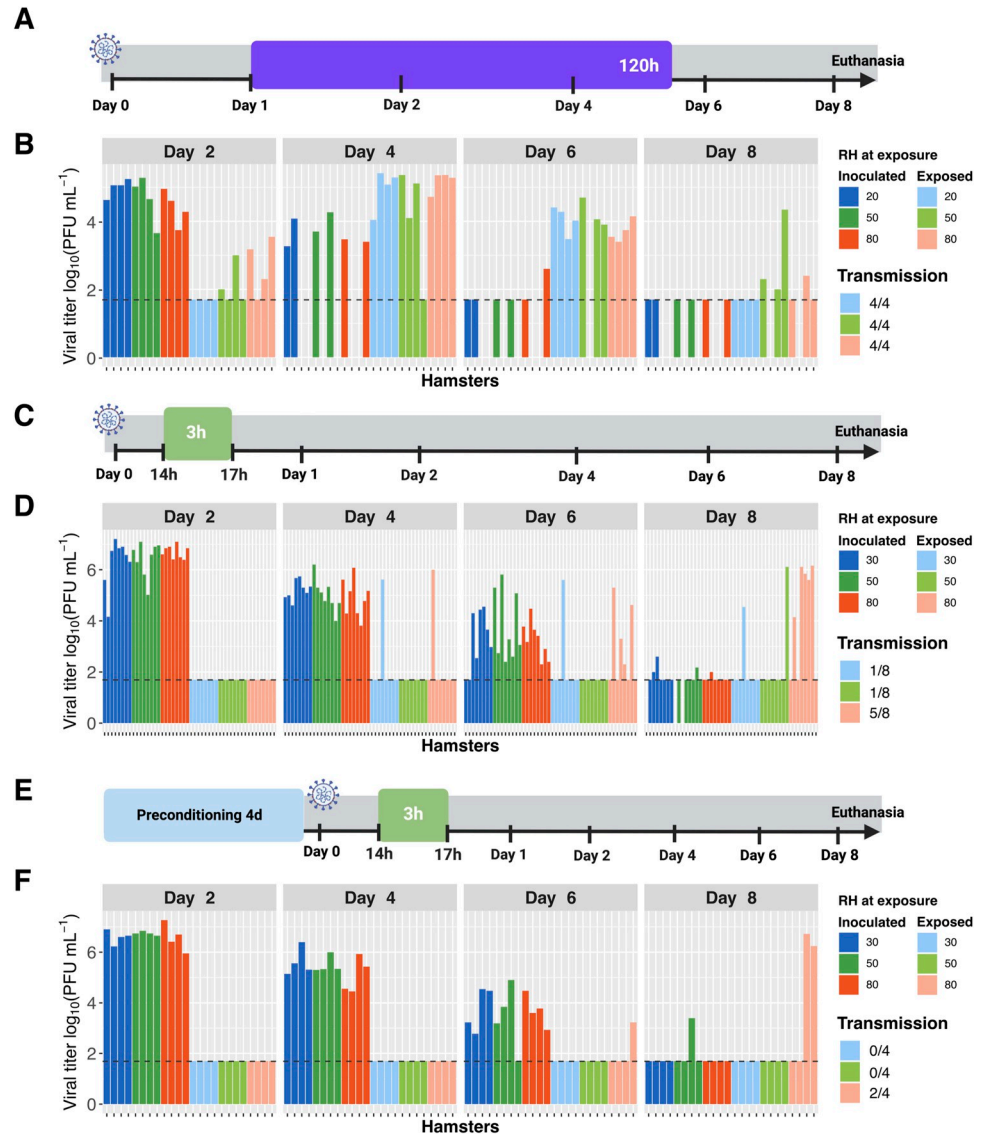 A
120h
Euthanasia
Day 0 Day 1 Day 2 Day 4 Day 6 Day 8
B
Day 2 Day 4 Day 6 Day 8
Viral titer log₁₀(PFU mL⁻¹)
4
2
0
Hamsters
RH at exposure
Inoculated Exposed
20 20
50 50
80 80
Transmission
4/4
4/4
4/4
C
3h
Euthanasia
Day 0 14h 17h Day 1 Day 2 Day 4 Day 6 Day 8
D
Day 2 Day 4 Day 6 Day 8
Viral titer log₁₀(PFU mL⁻¹)
6
4
2
0
Hamsters
RH at exposure
Inoculated Exposed
30 30
50 50
80 80
Transmission
1/8
1/8
5/8
E
Preconditioning 4d
3h
Euthanasia
Day 0 14h 17h Day 1 Day 2 Day 4 Day 6 Day 8
F
Day 2 Day 4 Day 6 Day 8
Viral titer log₁₀(PFU mL⁻¹)
6
4
2
0
Hamsters
RH at exposure
Inoculated Exposed
30 30
50 50
80 80
Transmission
0/4
0/4
2/4